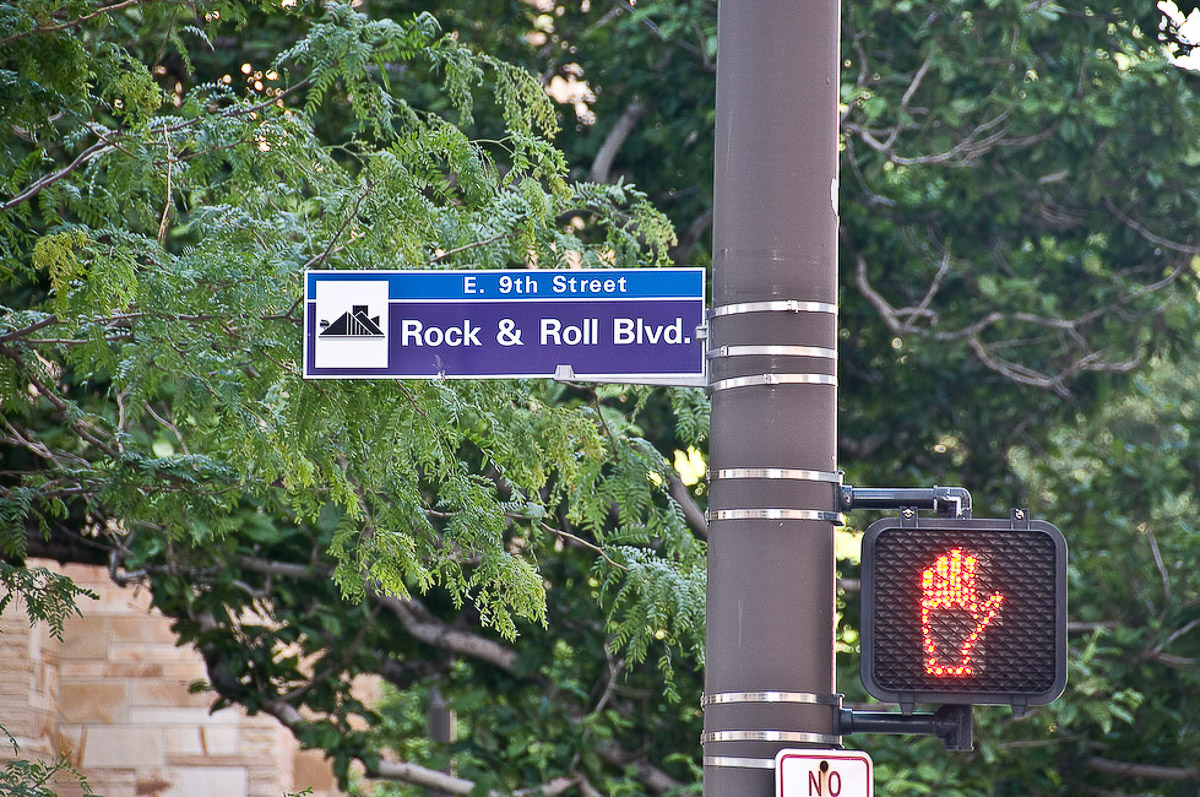 E. 9th Street
Rock & Roll Blvd.
NO